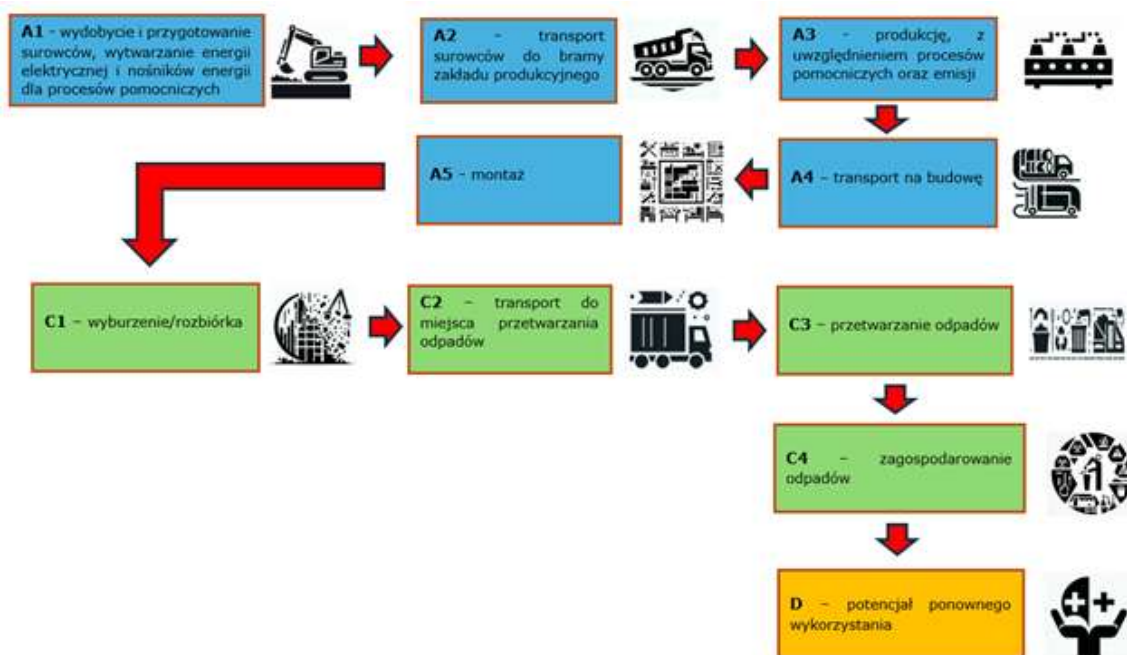 A1 - wydobycie i przygotowanie
surowców, wytwarzanie energii
elektrycznej i nośników energii
dla procesów pomocniczych
A2 – transport
surowców do bramy
zakładu produkcyjnego
A3 – produkcję, z
uwzględnieniem procesów
pomocniczych oraz emisji
A5 – montaż
A4 – transport na budowę
C1 – wyburzenie/rozbiórka
C2 – transport do
miejsca przetwarzania
odpadów
C3 – przetwarzanie odpadów
C4 – zagospodarowanie
odpadów
D – potencjał ponownego
wykorzystania